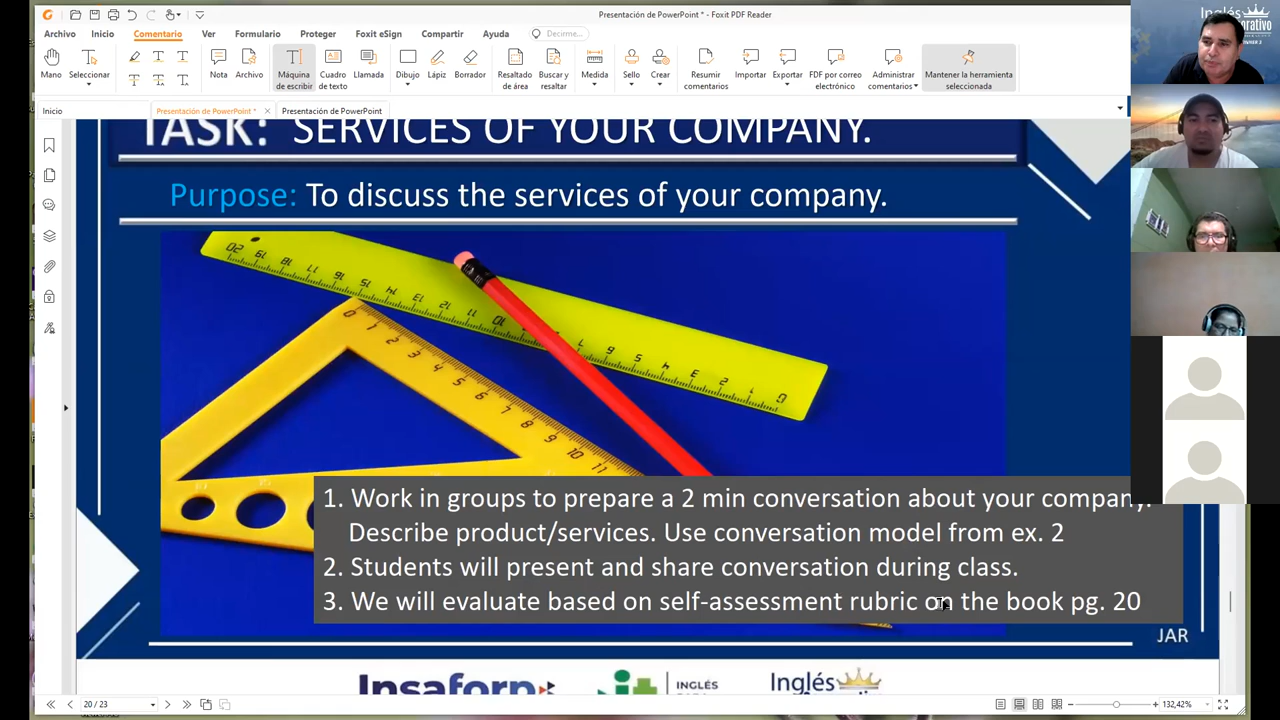 Presentación de PowerPoint * - Foxit PDF Reader
Archivo Inicio Comentario Ver Formulario Proteger Foxit eSign Compartir Ayuda Decirme...
Mano Seleccionar Nota Archivo Máquina de escribir Cuadro de texto Llamada Dibujo Lápiz Borrador Resaltado de área Buscar y resaltar Medida Sello Crear Resumir comentarios Importar Exportar PDF por correo electrónico Administrar comentarios Mantener la herramienta seleccionada
Inicio Presentación de PowerPoint * Presentación de PowerPoint
TASK: SERVICES OF YOUR COMPANY.
Purpose: To discuss the services of your company.
1. Work in groups to prepare a 2 min conversation about your company.
Describe product/services. Use conversation model from ex. 2
2. Students will present and share conversation during class.
3. We will evaluate based on self-assessment rubric on the book pg. 20
JAR
Insaforp
INGLÉS
Inglés
20 / 23
132,42%
Inglés